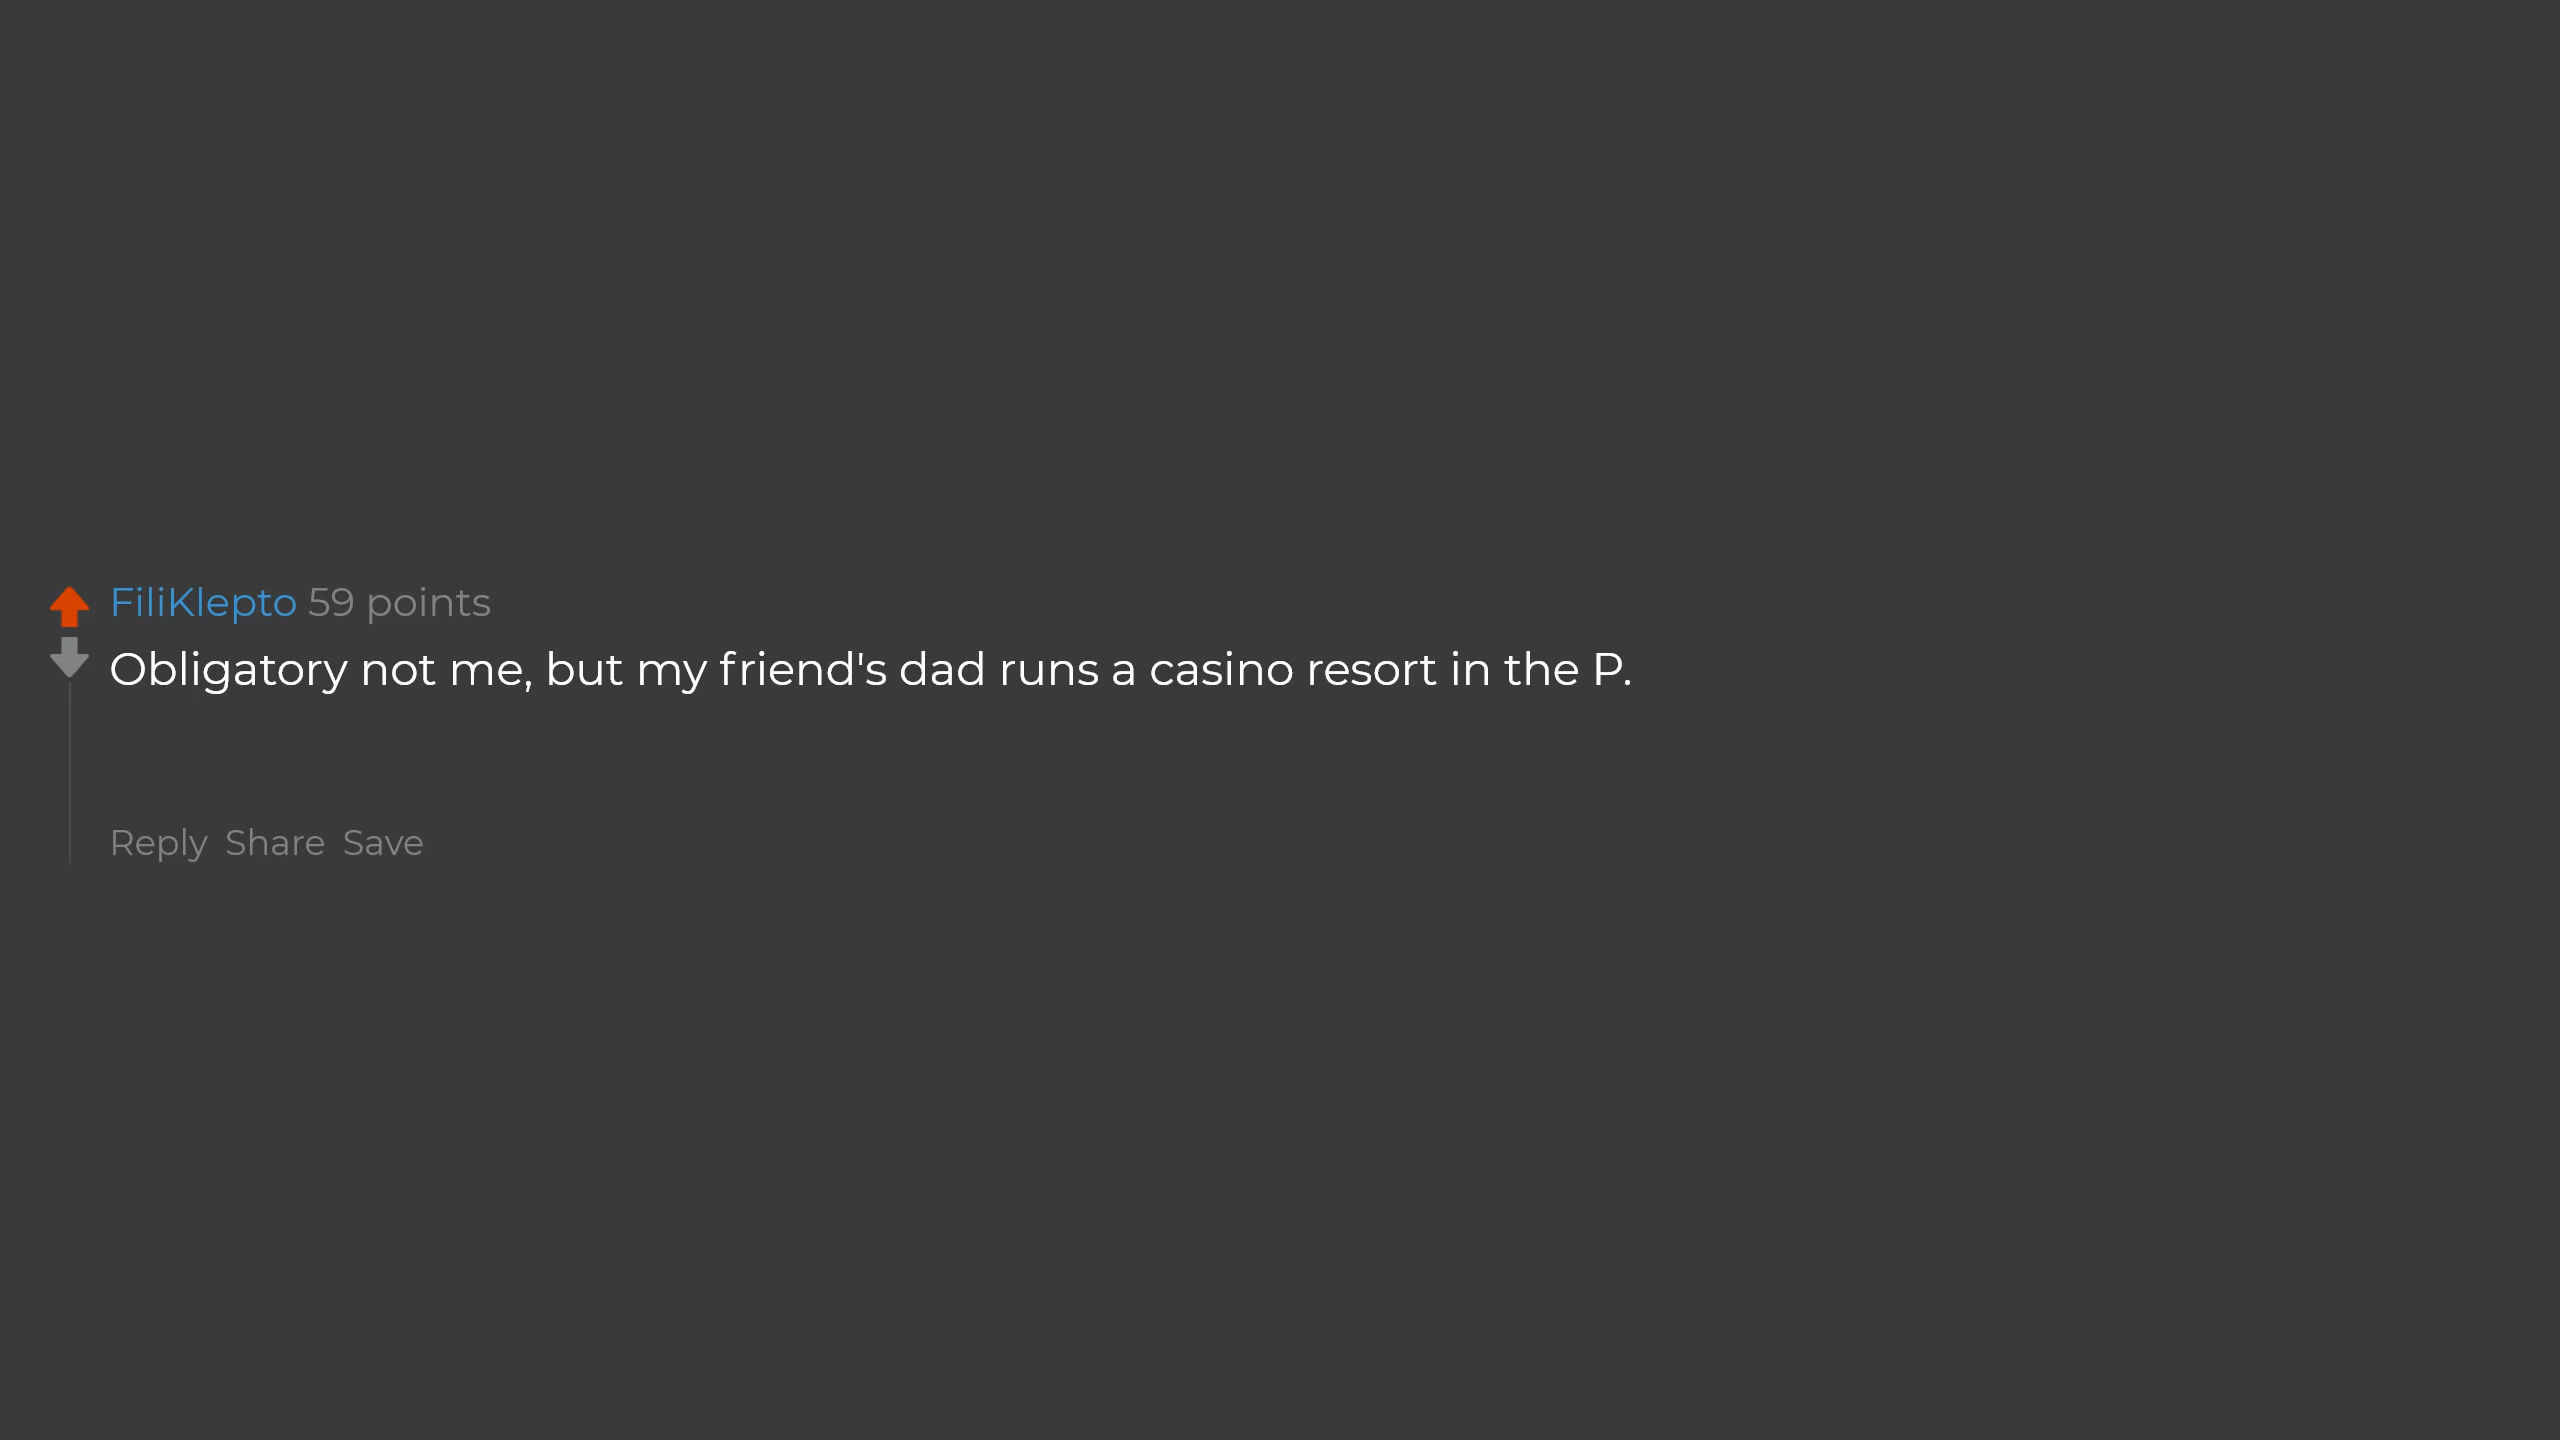 FiliKlepto 59 points
Obligatory not me, but my friend's dad runs a casino resort in the P.
Reply Share Save